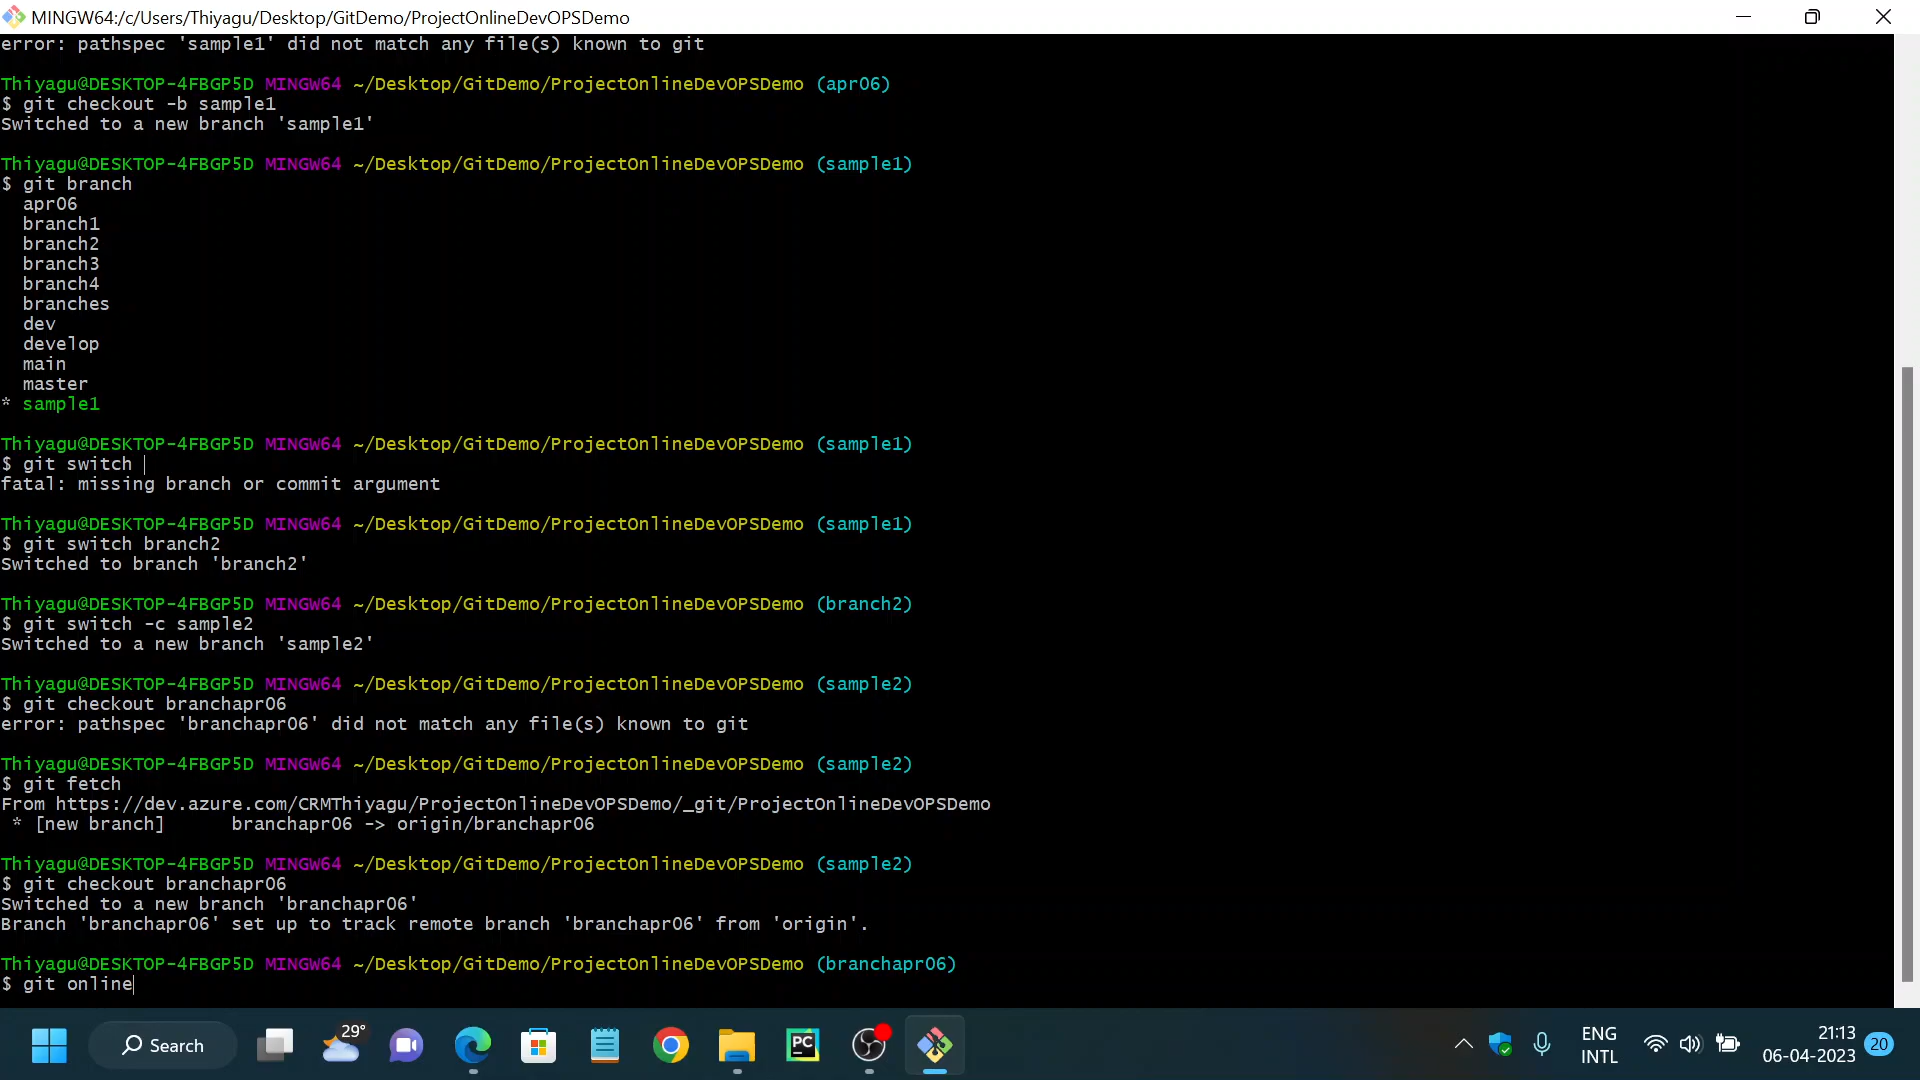 MINGW64:/c/Users/Thiyagu/Desktop/GitDemo/ProjectOnlineDevOPSDemo
error: pathspec 'sample1' did not match any file(s) known to git
Thiyagu@DESKTOP-4FBGP5D MINGW64 ~/Desktop/GitDemo/ProjectOnlineDevOPSDemo (apr06)
$ git checkout -b sample1
Switched to a new branch 'sample1'
Thiyagu@DESKTOP-4FBGP5D MINGW64 ~/Desktop/GitDemo/ProjectOnlineDevOPSDemo (sample1)
$ git branch
apr06
branch1
branch2
branch3
branch4
branches
dev
develop
main
master
* sample1
Thiyagu@DESKTOP-4FBGP5D MINGW64 ~/Desktop/GitDemo/ProjectOnlineDevOPSDemo (sample1)
$ git switch
fatal: missing branch or commit argument
Thiyagu@DESKTOP-4FBGP5D MINGW64 ~/Desktop/GitDemo/ProjectOnlineDevOPSDemo (sample1)
$ git switch branch2
Switched to branch 'branch2'
Thiyagu@DESKTOP-4FBGP5D MINGW64 ~/Desktop/GitDemo/ProjectOnlineDevOPSDemo (branch2)
$ git switch -c sample2
Switched to a new branch 'sample2'
Thiyagu@DESKTOP-4FBGP5D MINGW64 ~/Desktop/GitDemo/ProjectOnlineDevOPSDemo (sample2)
$ git checkout branchapr06
error: pathspec 'branchapr06' did not match any file(s) known to git
Thiyagu@DESKTOP-4FBGP5D MINGW64 ~/Desktop/GitDemo/ProjectOnlineDevOPSDemo (sample2)
$ git fetch
From https://dev.azure.com/CRMThiyagu/ProjectOnlineDevOPSDemo/_git/ProjectOnlineDevOPSDemo
* [new branch]      branchapr06 -> origin/branchapr06
Thiyagu@DESKTOP-4FBGP5D MINGW64 ~/Desktop/GitDemo/ProjectOnlineDevOPSDemo (sample2)
$ git checkout branchapr06
Switched to a new branch 'branchapr06'
Branch 'branchapr06' set up to track remote branch 'branchapr06' from 'origin'.
Thiyagu@DESKTOP-4FBGP5D MINGW64 ~/Desktop/GitDemo/ProjectOnlineDevOPSDemo (branchapr06)
$ git online
Search
29°
PC
ENG
INTL
21:13
06-04-2023
20